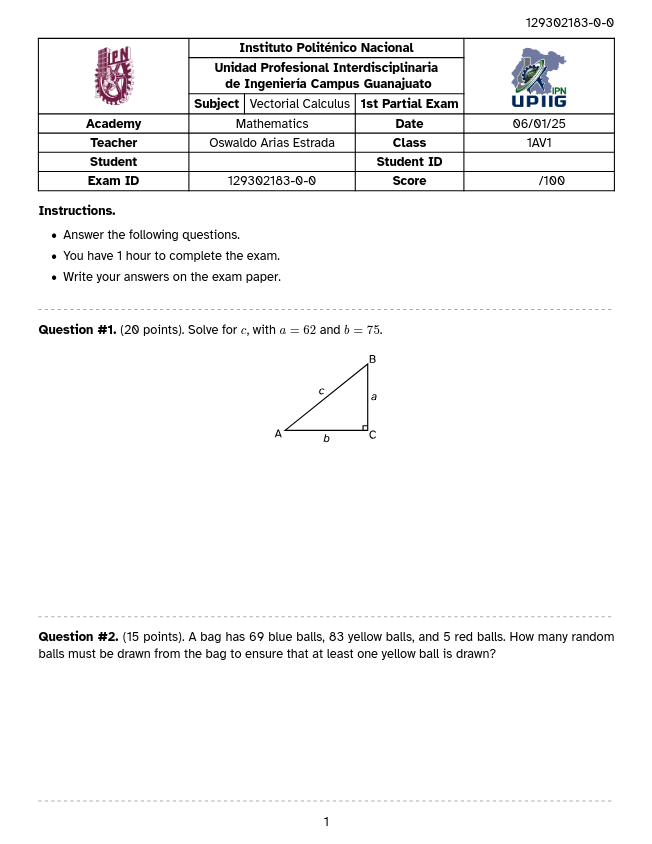 129302183-0-0
IPN
Instituto Politénico Nacional
Unidad Profesional Interdisciplinaria
de Ingeniería Campus Guanajuato
Subject Vectorial Calculus 1st Partial Exam
IPN
UPIIG
Academy Mathematics Date 06/01/25
Teacher Oswaldo Arias Estrada Class 1AV1
Student Student ID
Exam ID 129302183-0-0 Score /100
Instructions.
• Answer the following questions.
• You have 1 hour to complete the exam.
• Write your answers on the exam paper.
Question #1. (20 points). Solve for c, with a = 62 and b = 75.
B
c
a
A
C
b
Question #2. (15 points). A bag has 69 blue balls, 83 yellow balls, and 5 red balls. How many random
balls must be drawn from the bag to ensure that at least one yellow ball is drawn?
1